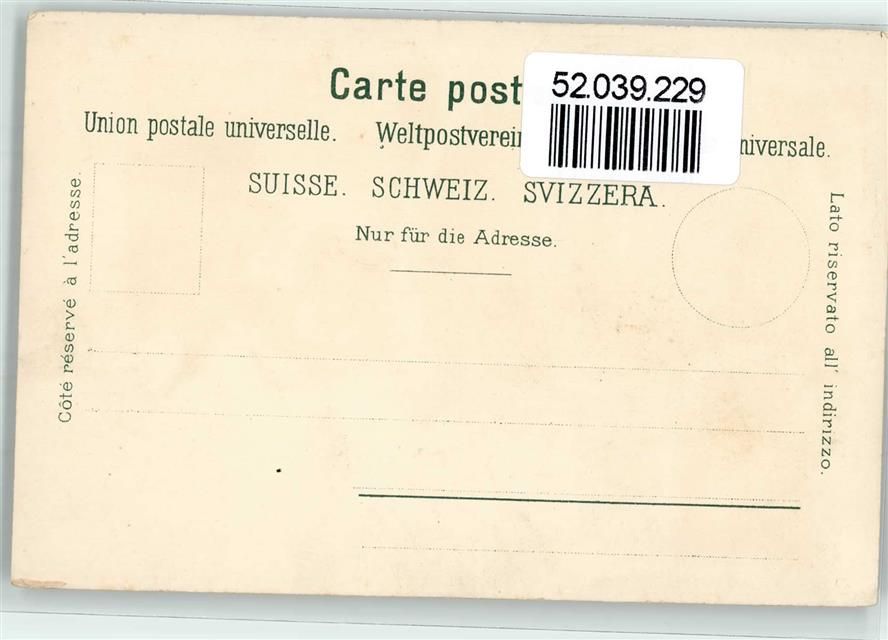 Carte post
52.039.229
Union postale universelle. Weltpostverein niversale.
SUISSE. SCHWEIZ. SVIZZERA.
Nur für die Adresse.
Côté réservé à l'adresse.
Lato riservato all' indirizzo.